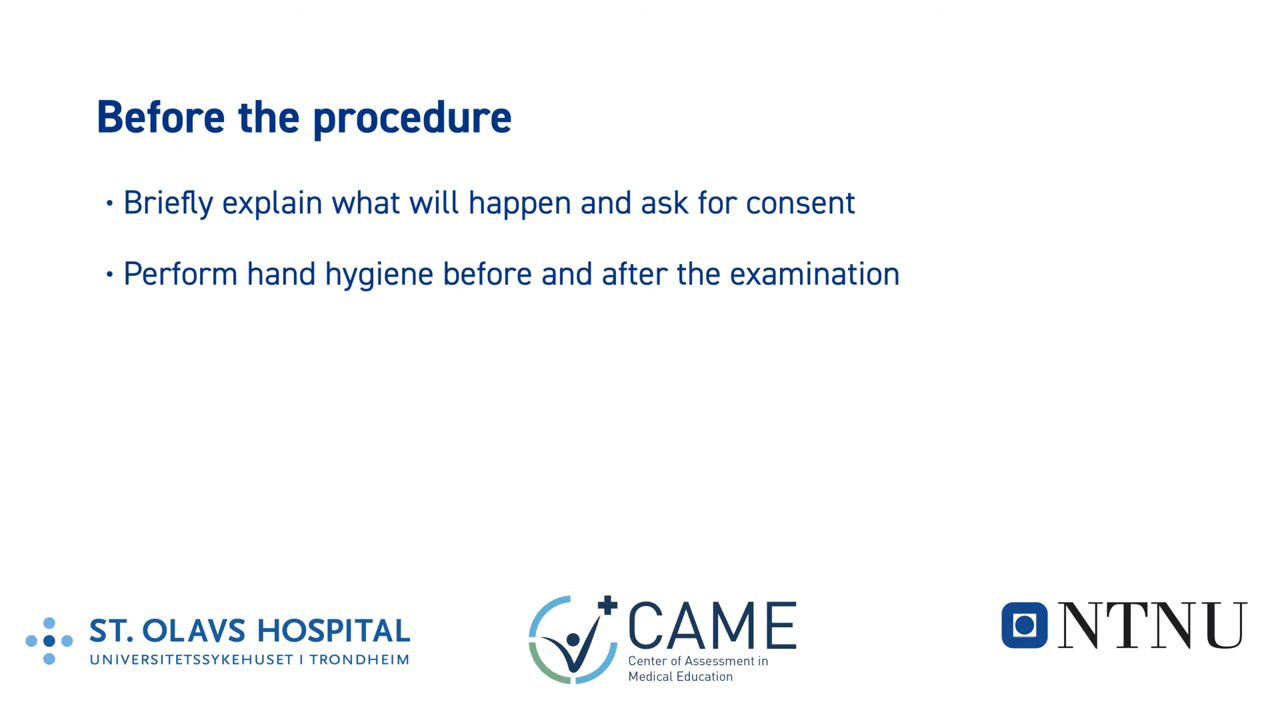 Before the procedure
• Briefly explain what will happen and ask for consent
• Perform hand hygiene before and after the examination
ST. OLAVS HOSPITAL
UNIVERSITETSSYKEHUSET I TRONDHEIM
CAME
Center of Assessment in
Medical Education
NTNU